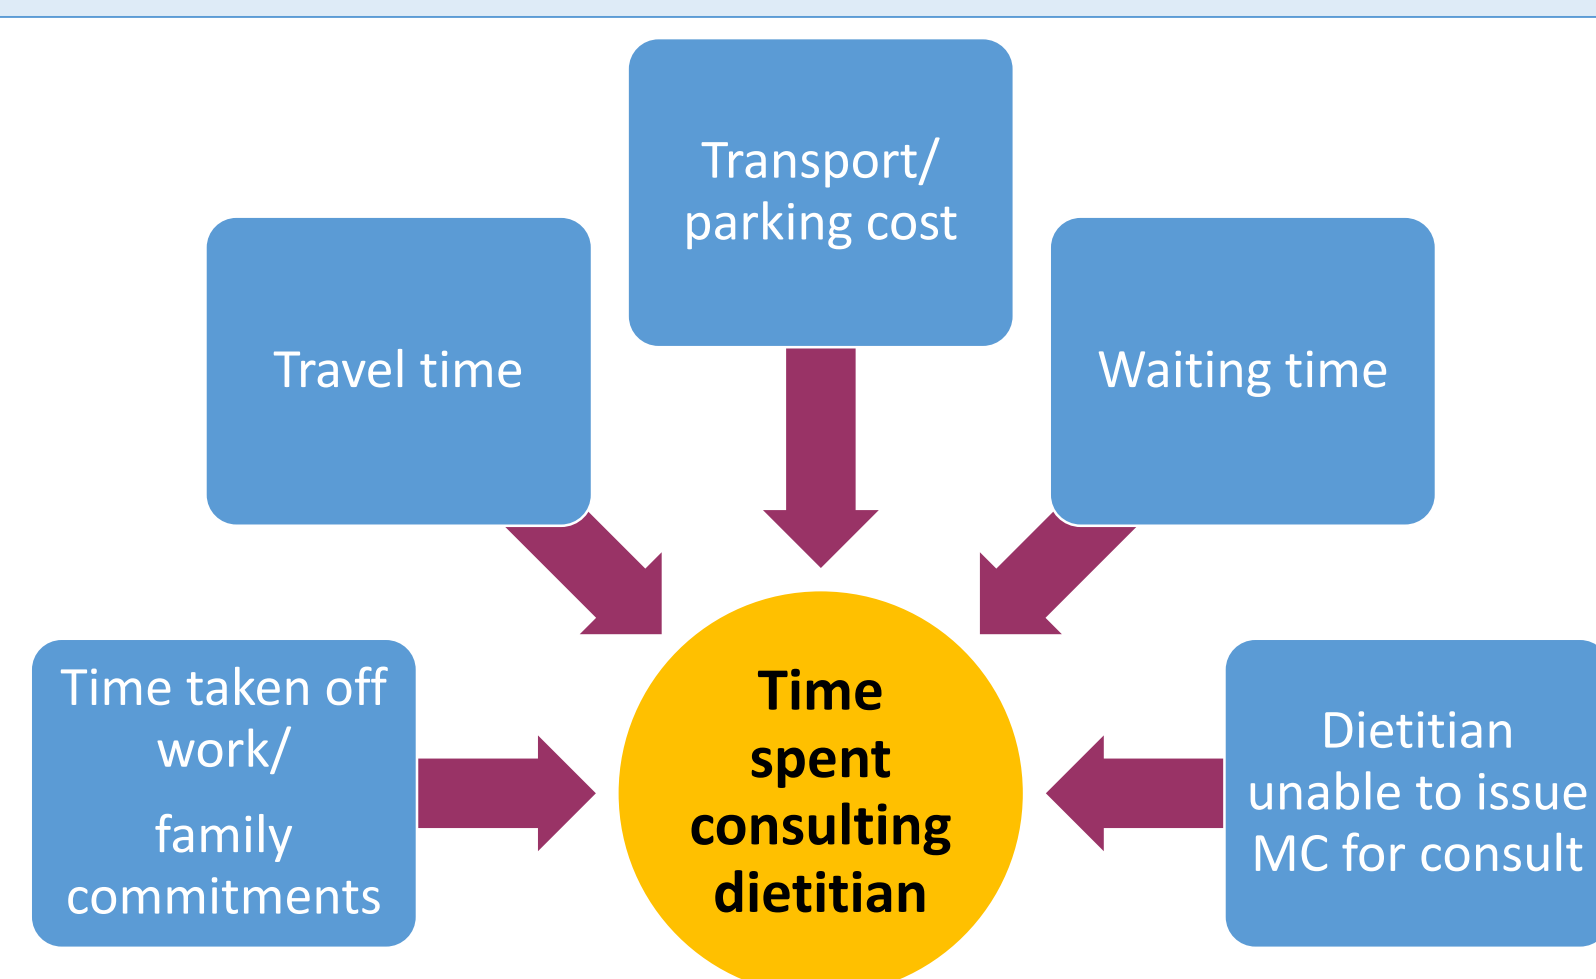 Transport/
parking cost
Travel time
Waiting time
Time taken off
work/
family
commitments
Time
spent
consulting
dietitian
Dietitian
unable to issue
MC for consult